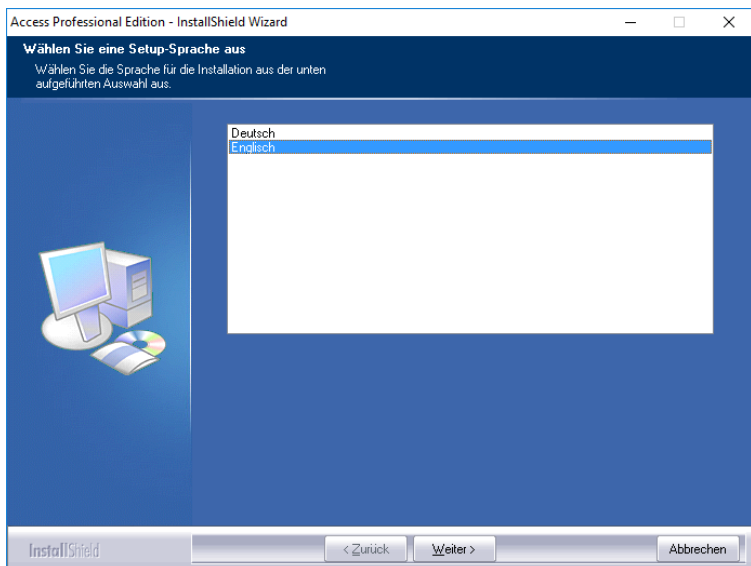 Access Professional Edition - InstallShield Wizard
Wählen Sie eine Setup-Sprache aus
Wählen Sie die Sprache für die Installation aus der unten
aufgeführten Auswahl aus.
Deutsch
Englisch
InstallShield
< Zurück
Weiter >
Abbrechen